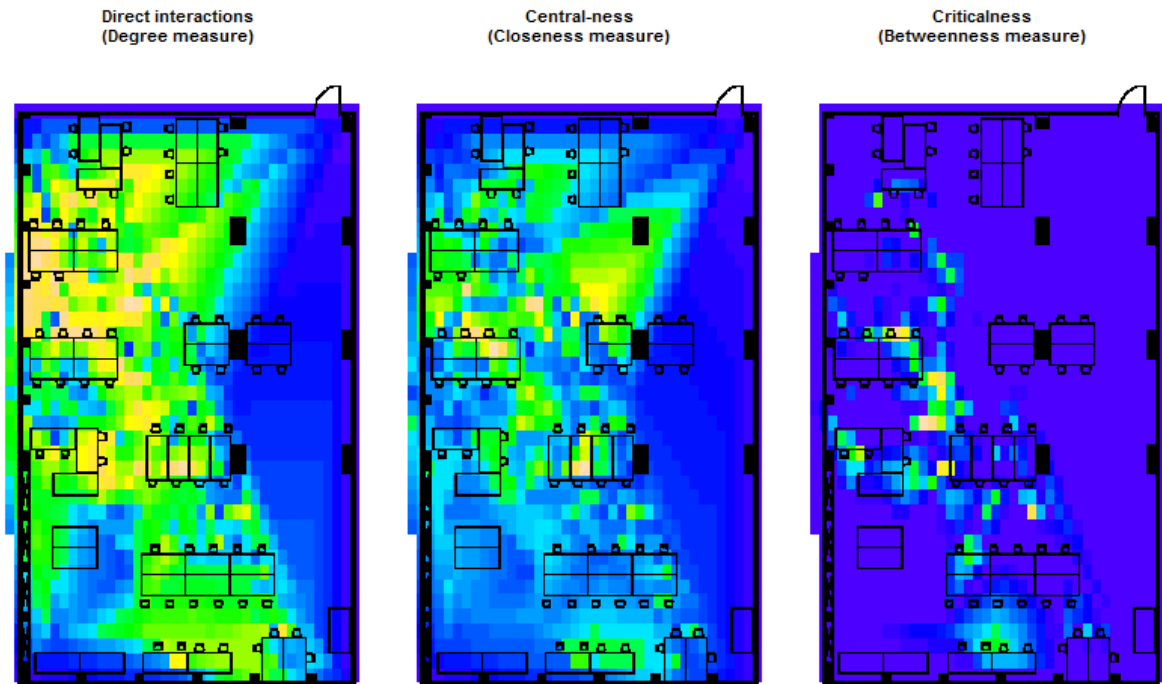 Direct interactions
(Degree measure)
Central-ness
(Closeness measure)
Criticalness
(Betweenness measure)